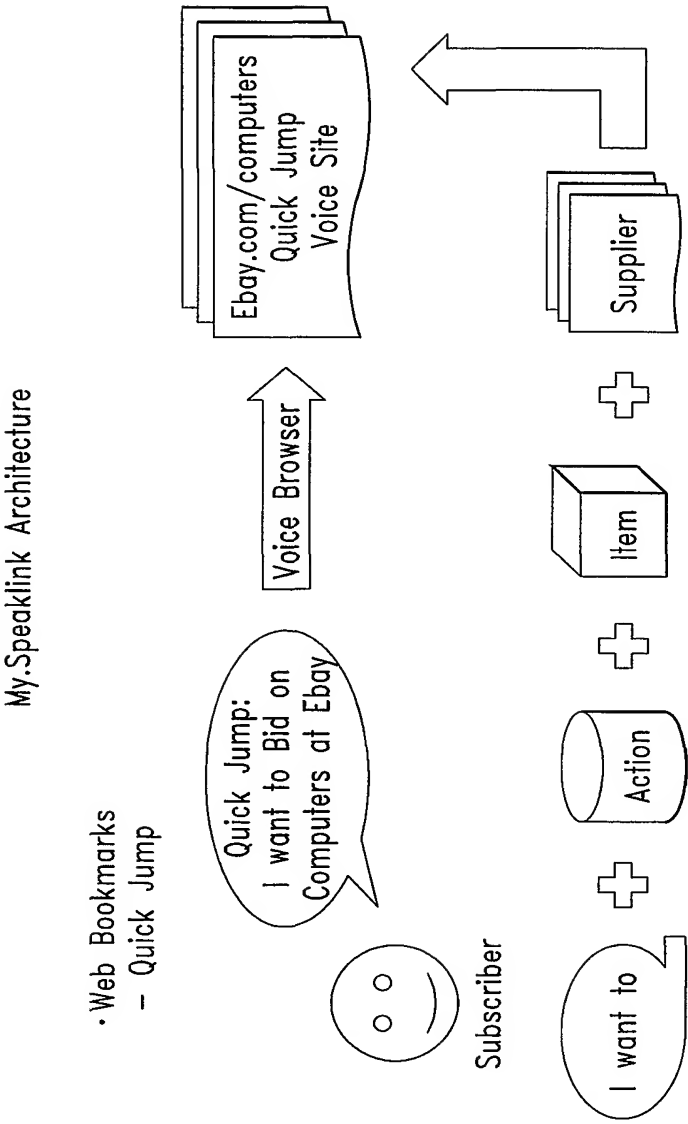 My.Speaklink Architecture
· Web Bookmarks
– Quick Jump
Quick Jump:
I want to Bid on
Computers at Ebay
Voice Browser
Ebay.com/computers
Quick Jump
Voice Site
Subscriber
I want to
Action
Item
Supplier